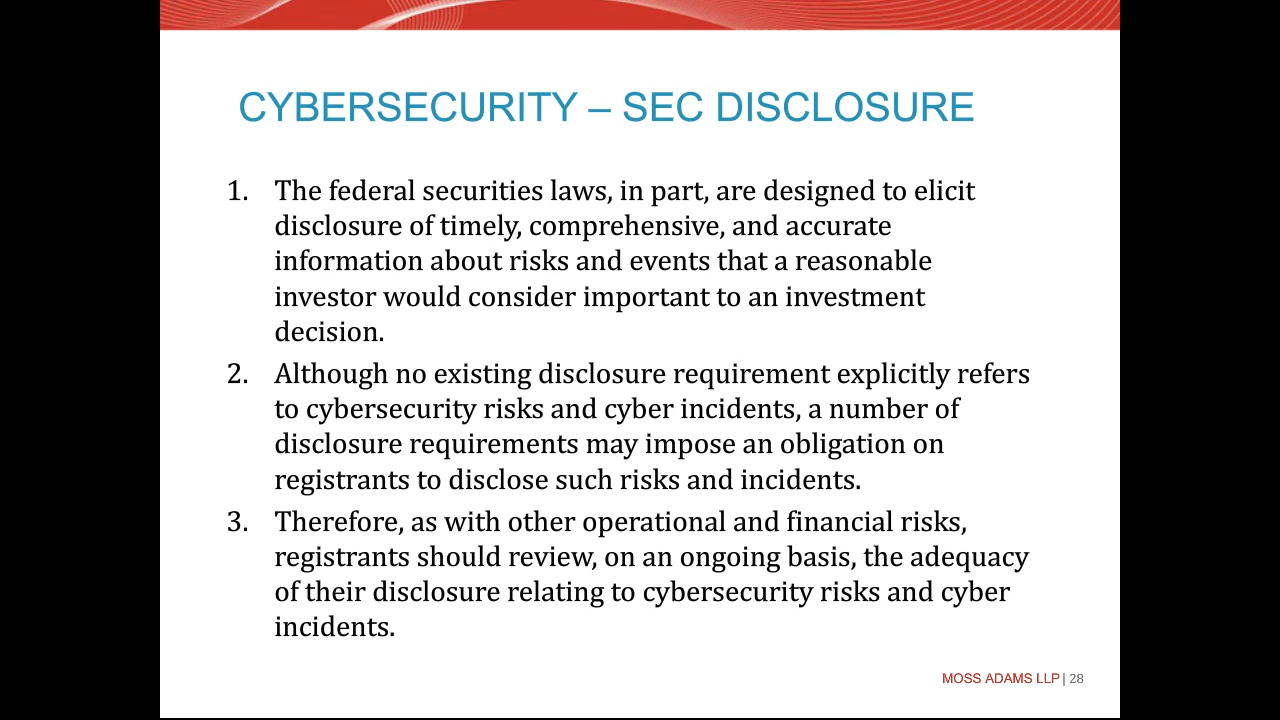 CYBERSECURITY – SEC DISCLOSURE
1. The federal securities laws, in part, are designed to elicit
disclosure of timely, comprehensive, and accurate
information about risks and events that a reasonable
investor would consider important to an investment
decision.
2. Although no existing disclosure requirement explicitly refers
to cybersecurity risks and cyber incidents, a number of
disclosure requirements may impose an obligation on
registrants to disclose such risks and incidents.
3. Therefore, as with other operational and financial risks,
registrants should review, on an ongoing basis, the adequacy
of their disclosure relating to cybersecurity risks and cyber
incidents.
MOSS ADAMS LLP | 28